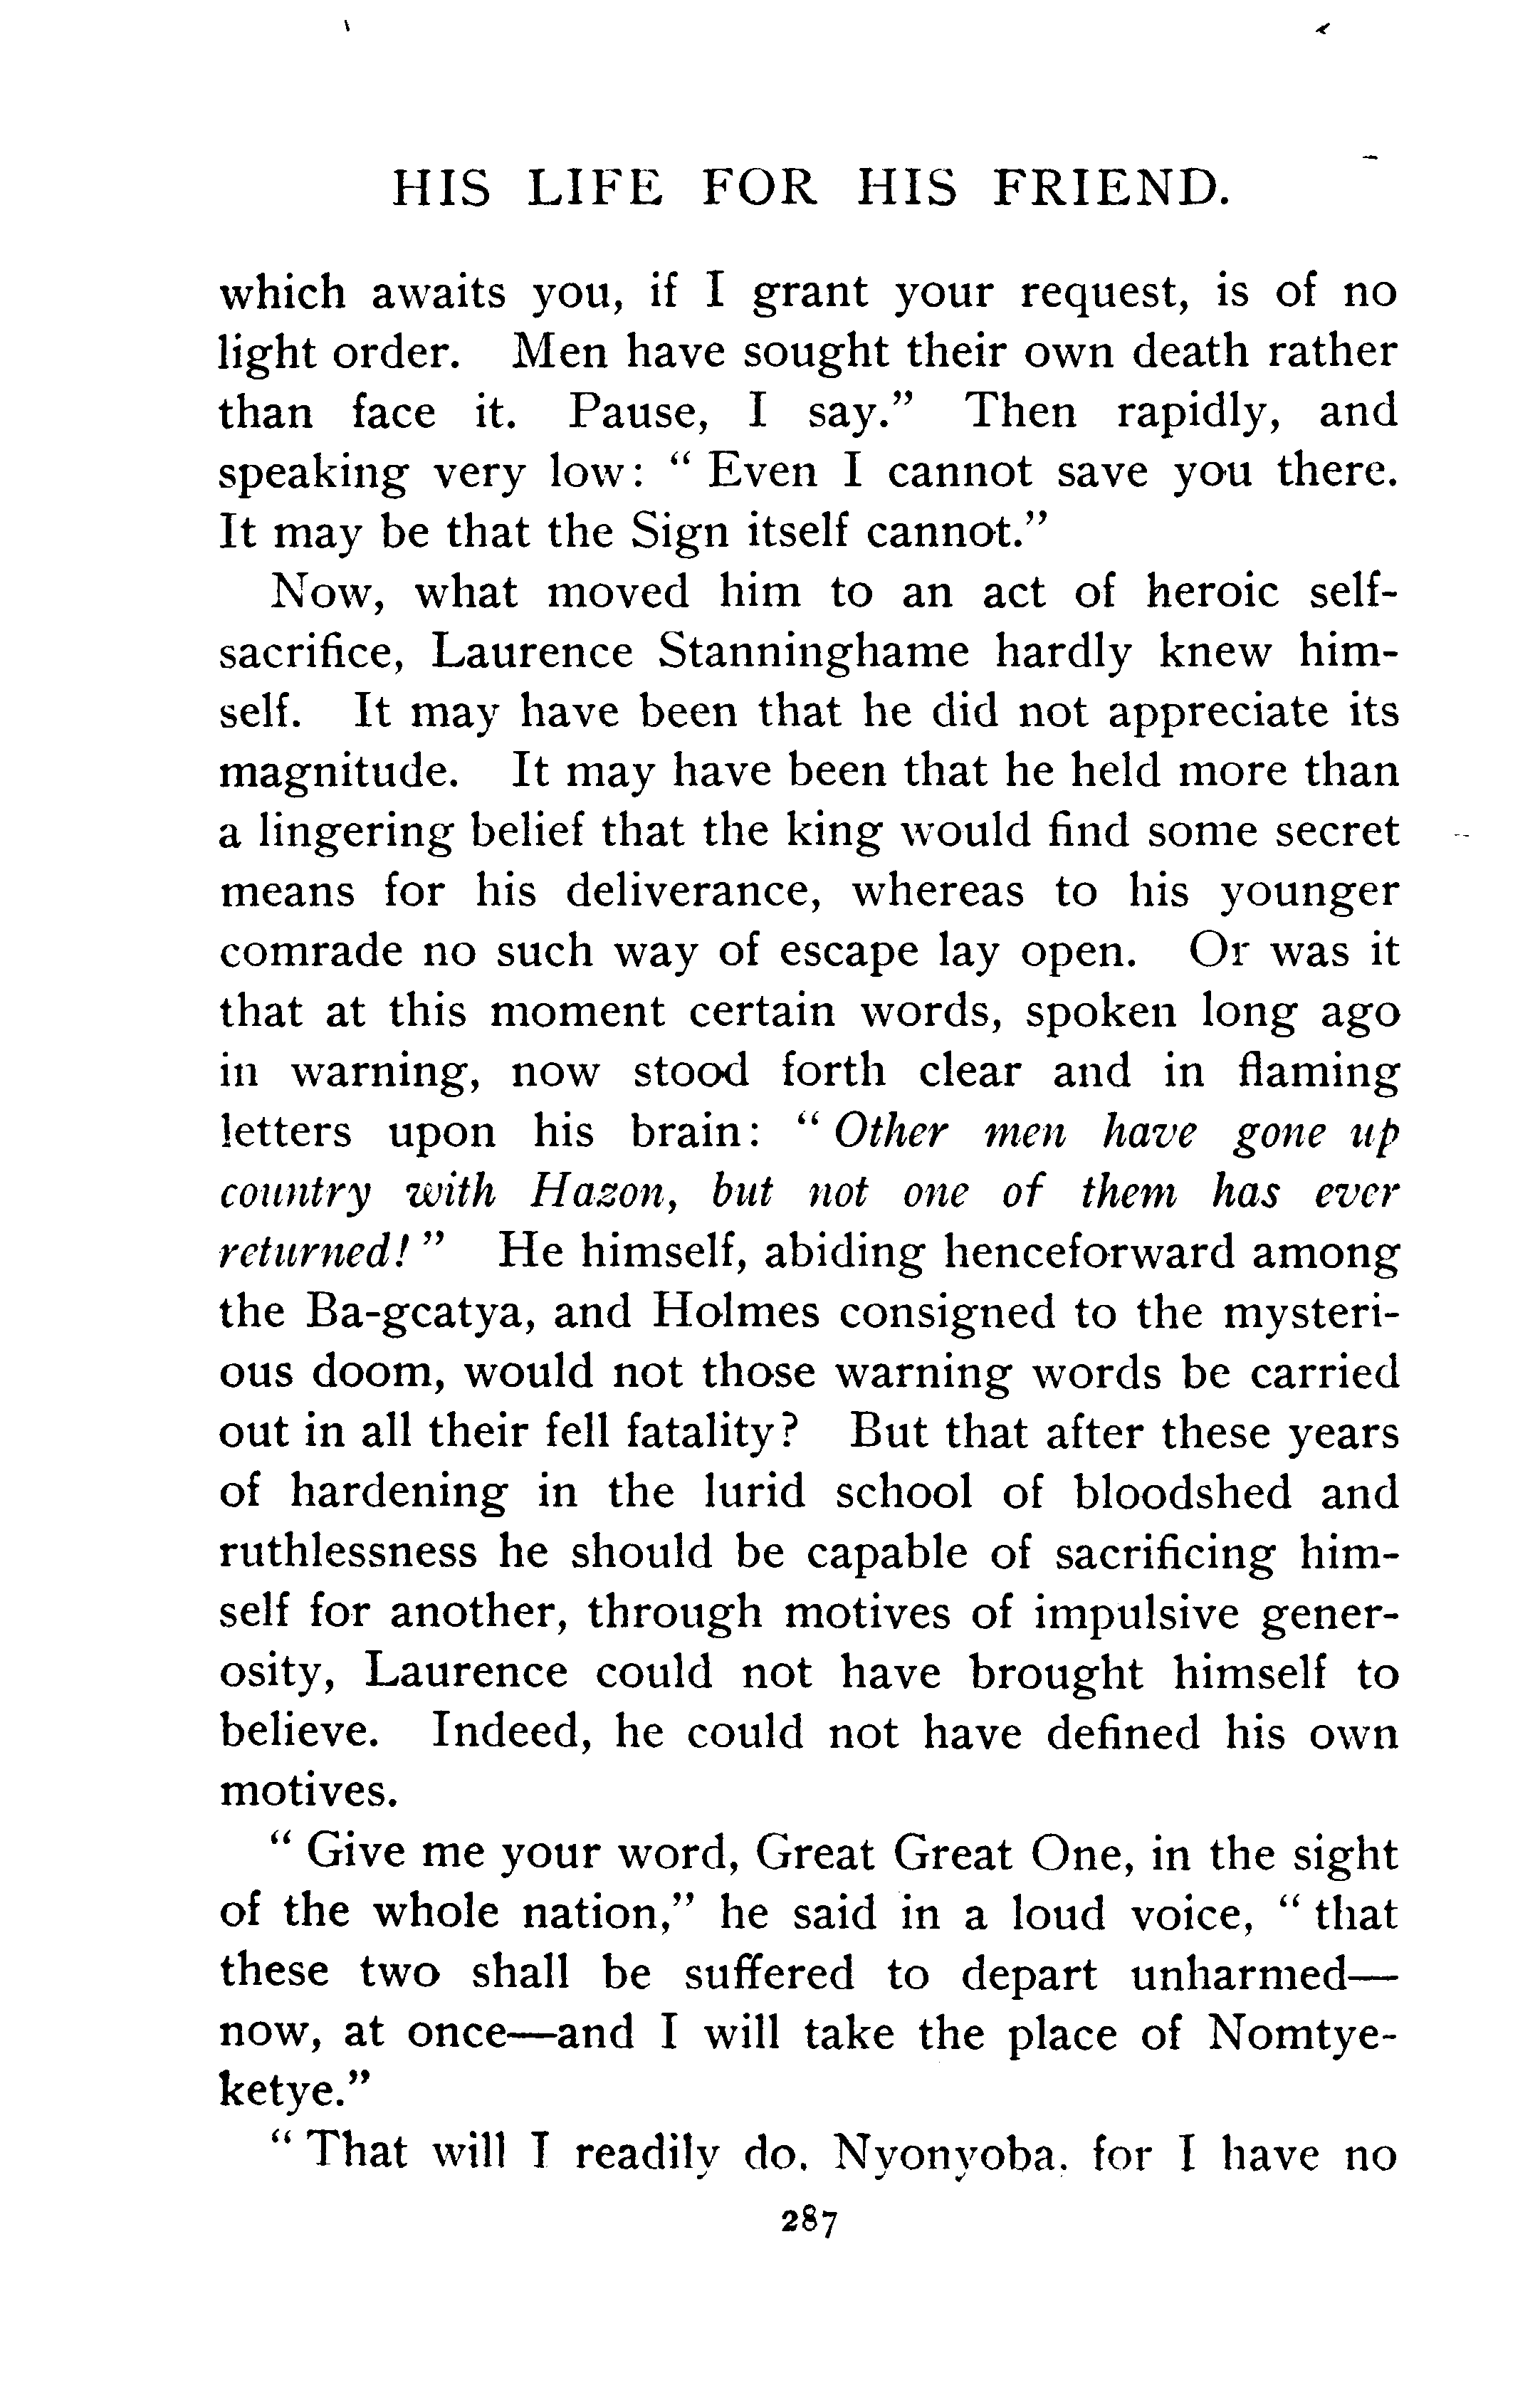 HIS LIFE FOR HIS FRIEND.
which awaits you, if I grant your request, is of no
light order. Men have sought their own death rather
than face it. Pause, I say.” Then rapidly, and
speaking very low: “ Even I cannot save you there.
It may be that the Sign itself cannot.”
Now, what moved him to an act of heroic self-
sacrifice, Laurence Stanninghame hardly knew him-
self. It may have been that he did not appreciate its
magnitude. It may have been that he held more than
a lingering belief that the king would find some secret
means for his deliverance, whereas to his younger
comrade no such way of escape lay open. Or was it
that at this moment certain words, spoken long ago
in warning, now stood forth clear and in flaming
letters upon his brain: “ Other men have gone up
country with Hazon, but not one of them has ever
returned! ” He himself, abiding henceforward among
the Ba-gcatya, and Holmes consigned to the mysteri-
ous doom, would not those warning words be carried
out in all their fell fatality? But that after these years
of hardening in the lurid school of bloodshed and
ruthlessness he should be capable of sacrificing him-
self for another, through motives of impulsive gener-
osity, Laurence could not have brought himself to
believe. Indeed, he could not have defined his own
motives.
“ Give me your word, Great Great One, in the sight
of the whole nation,” he said in a loud voice, “ that
these two shall be suffered to depart unharmed—
now, at once—and I will take the place of Nomtye-
ketye.”
“ That will I readily do, Nyonyoba, for I have no
287